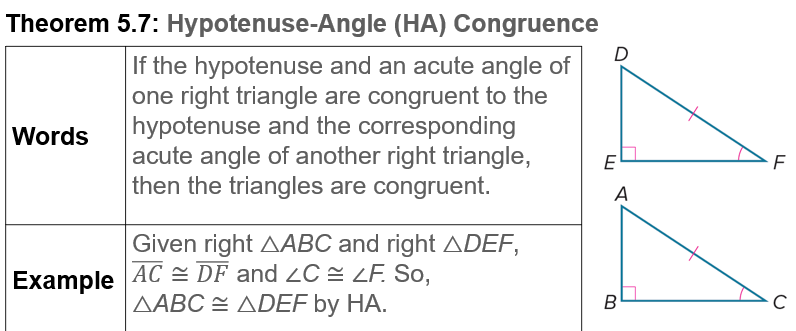 Theorem 5.7: Hypotenuse-Angle (HA) Congruence
Words
If the hypotenuse and an acute angle of
one right triangle are congruent to the
hypotenuse and the corresponding
acute angle of another right triangle,
then the triangles are congruent.
Example
Given right △ABC and right △DEF,
A̅C̅ ≅ D̅F̅ and ∠C ≅ ∠F. So,
△ABC ≅ △DEF by HA.
D
E
F
A
B
C